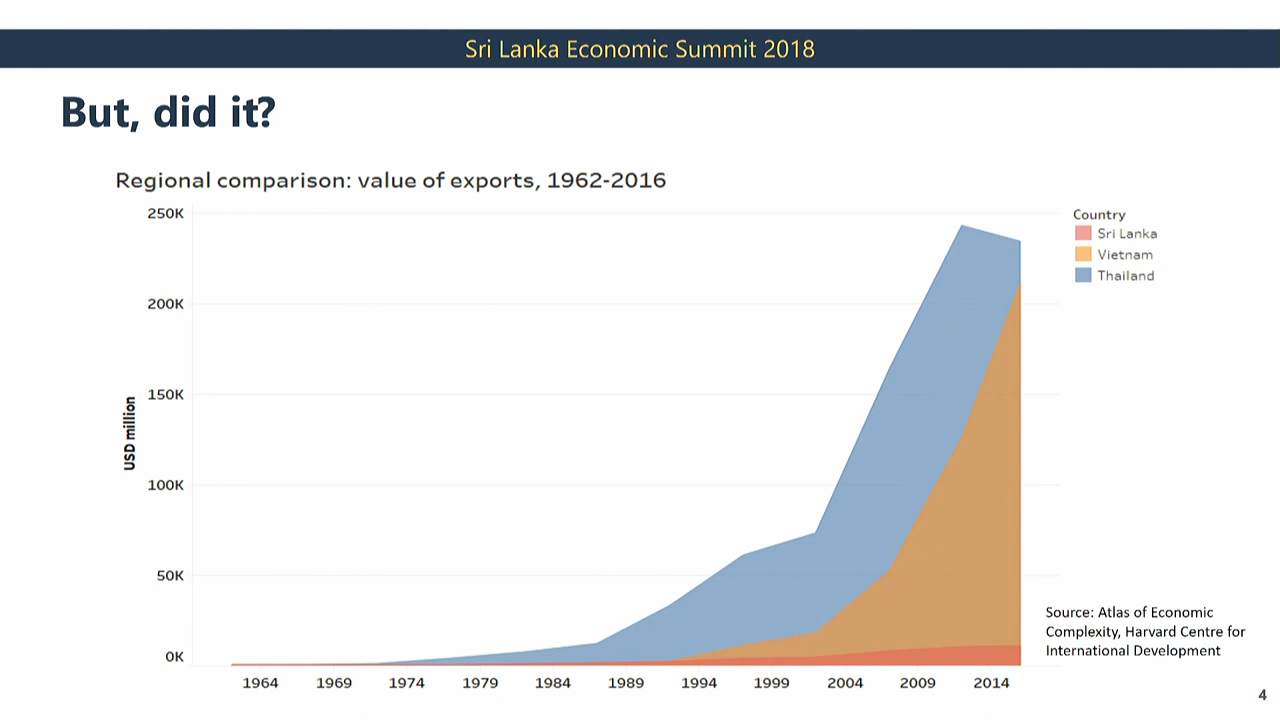 Sri Lanka Economic Summit 2018
But, did it?
Regional comparison: value of exports, 1962-2016
250K
200K
150K
100K
50K
0K
USD million
1964 1969 1974 1979 1984 1989 1994 1999 2004 2009 2014
Country
Sri Lanka
Vietnam
Thailand
Source: Atlas of Economic
Complexity, Harvard Centre for
International Development
4